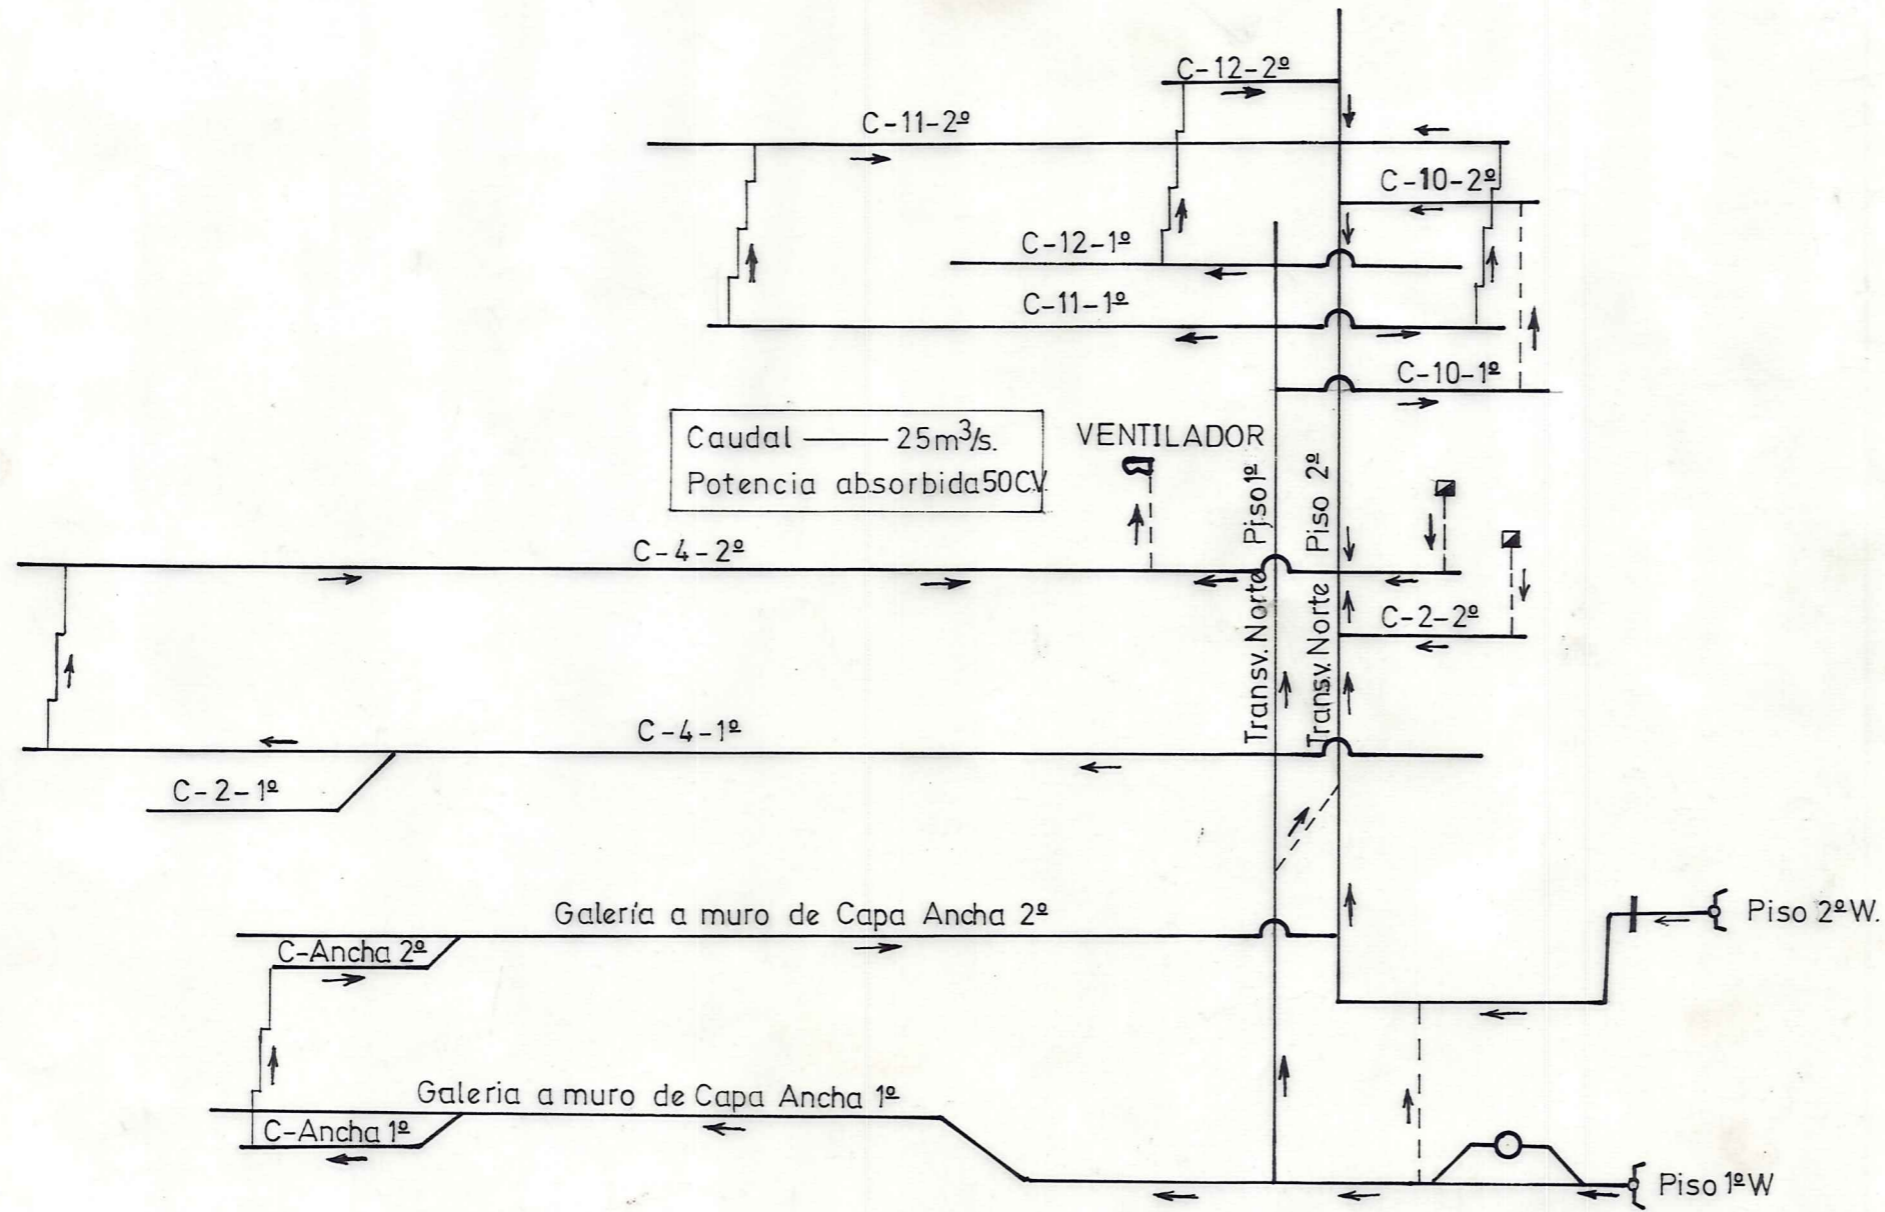 C-12-2º
C-11-2º
C-10-2º
C-12-1º
C-11-1º
C-10-1º
Caudal —— 25m³/s.
Potencia absorbida 50CV.
VENTILADOR
Transv. Norte Piso 1º
Transv. Norte Piso 2º
C-4-2º
C-2-2º
C-4-1º
C-2-1º
Galería a muro de Capa Ancha 2º
C-Ancha 2º
Piso 2º W.
Galeria a muro de Capa Ancha 1º
C-Ancha 1º
Piso 1º W